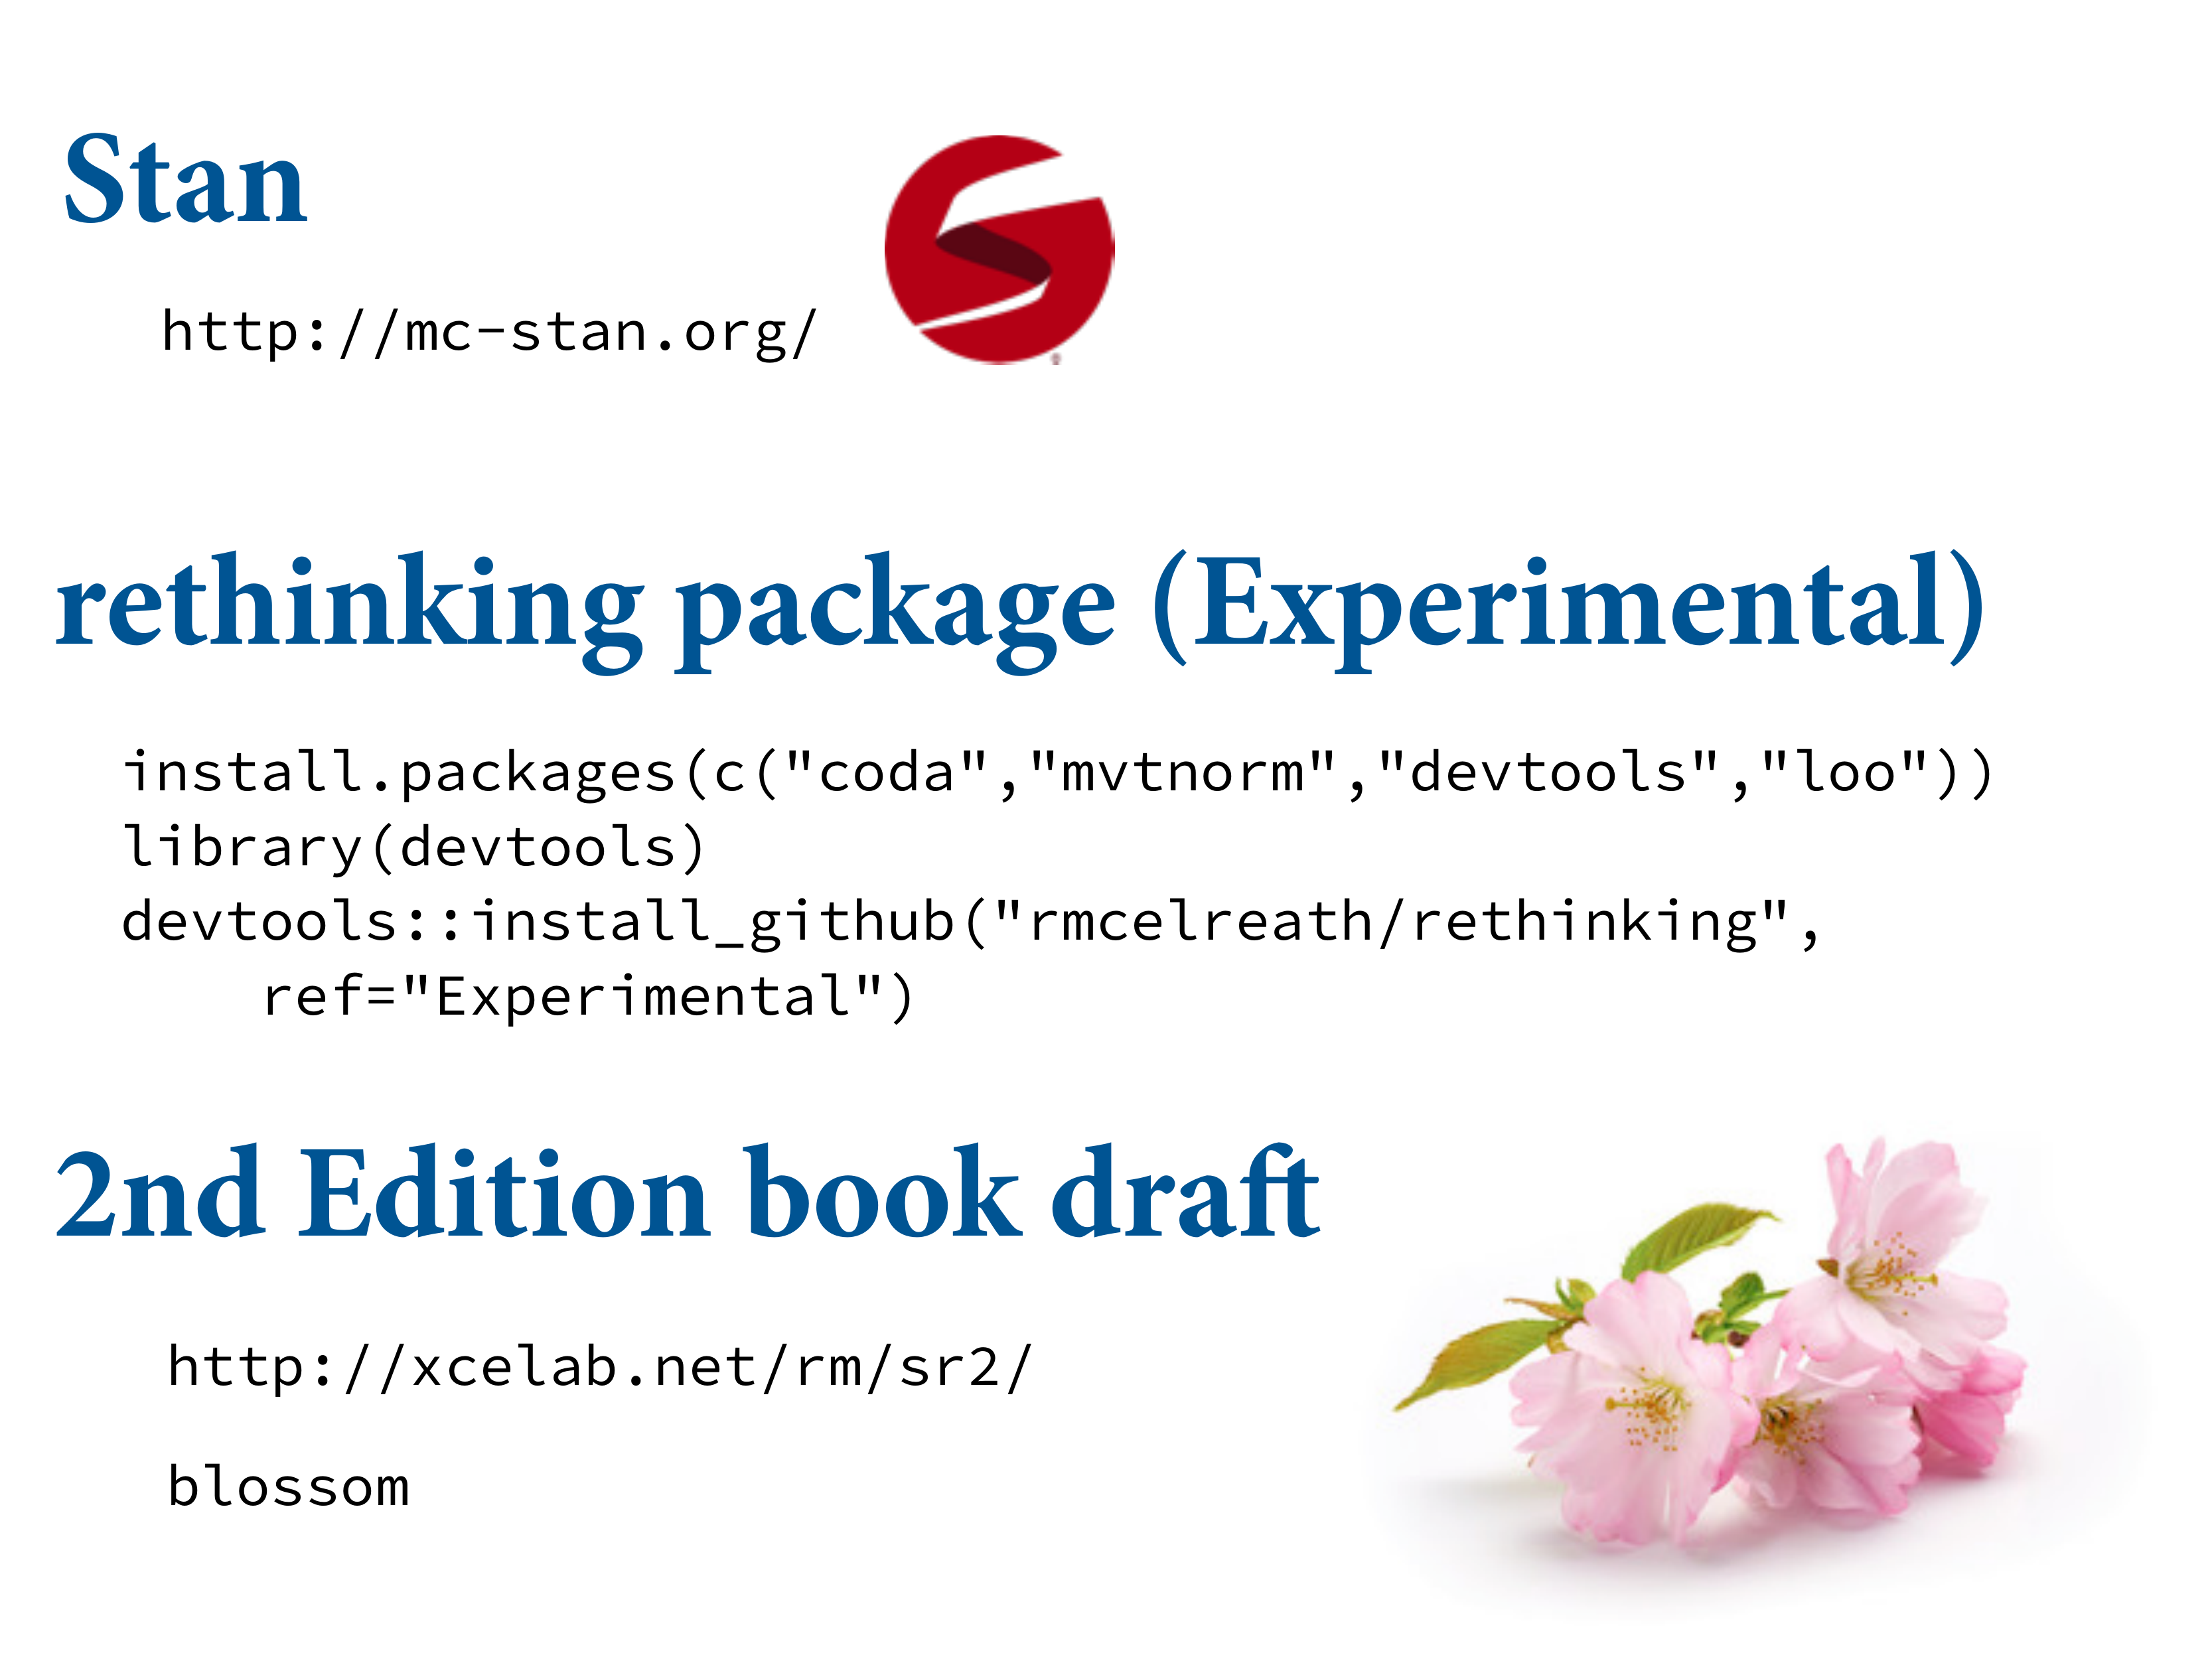 Stan
http://mc-stan.org/
rethinking package (Experimental)
install.packages(c("coda","mvtnorm","devtools","loo"))
library(devtools)
devtools::install_github("rmcelreath/rethinking",
ref="Experimental")
2nd Edition book draft
http://xcelab.net/rm/sr2/
blossom